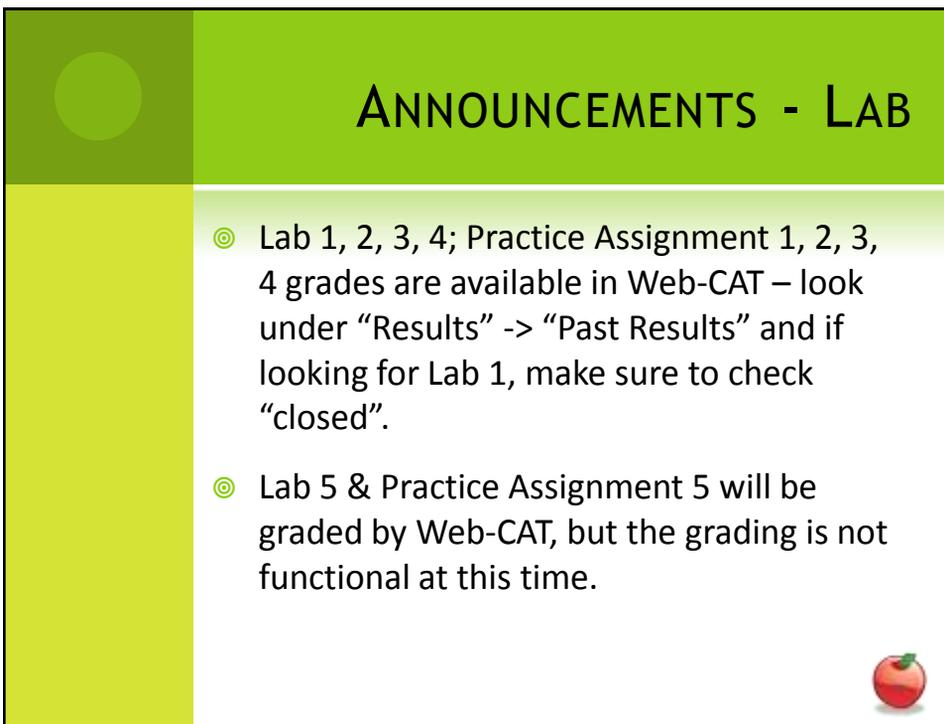 ANNOUNCEMENTS - LAB
Lab 1, 2, 3, 4; Practice Assignment 1, 2, 3,
4 grades are available in Web-CAT – look
under “Results” -> “Past Results” and if
looking for Lab 1, make sure to check
“closed”.
Lab 5 & Practice Assignment 5 will be
graded by Web-CAT, but the grading is not
functional at this time.